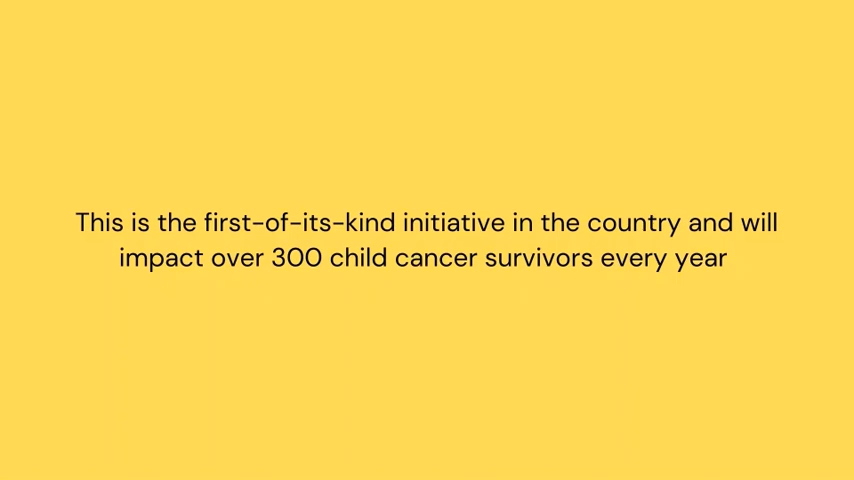 This is the first-of-its-kind initiative in the country and will
impact over 300 child cancer survivors every year